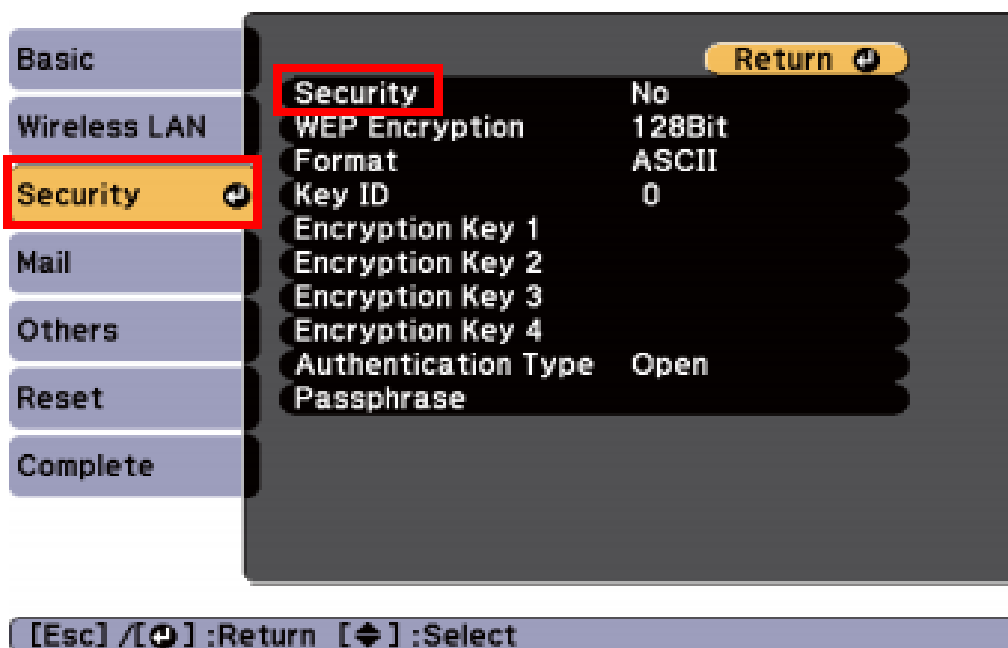 Basic
Wireless LAN
Security
Mail
Others
Reset
Complete
Return
Security No
WEP Encryption 128Bit
Format ASCII
Key ID 0
Encryption Key 1
Encryption Key 2
Encryption Key 3
Encryption Key 4
Authentication Type Open
Passphrase
[Esc] /[⏎] :Return [◆] :Select